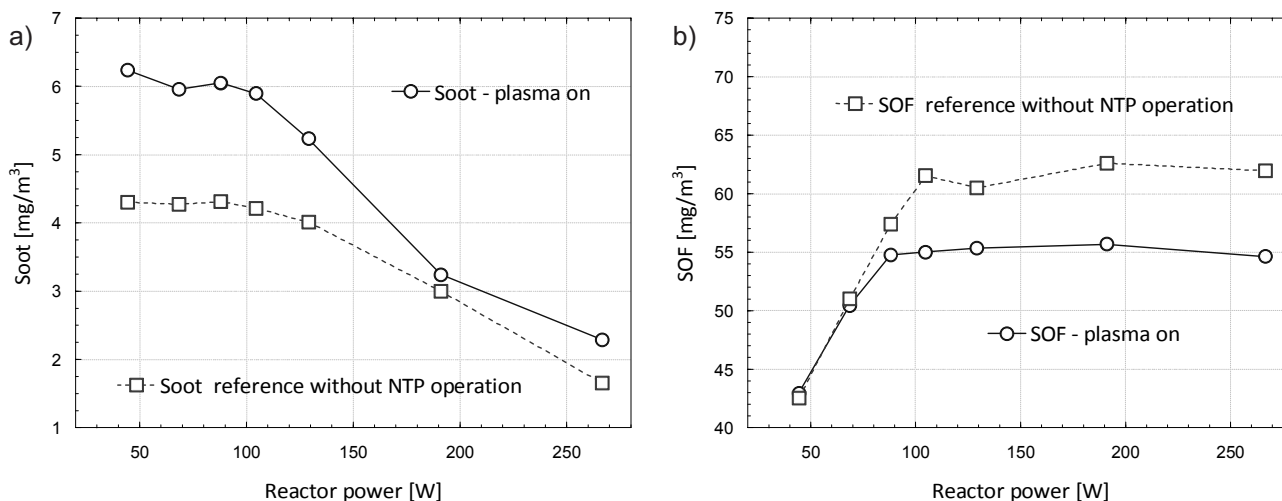 a)
Soot [mg/m³]
7
6
5
4
3
2
1
Soot - plasma on
Soot reference without NTP operation
50
100
150
200
250
Reactor power [W]
b)
SOF [mg/m³]
75
70
65
60
55
50
45
40
SOF reference without NTP operation
SOF - plasma on
50
100
150
200
250
Reactor power [W]